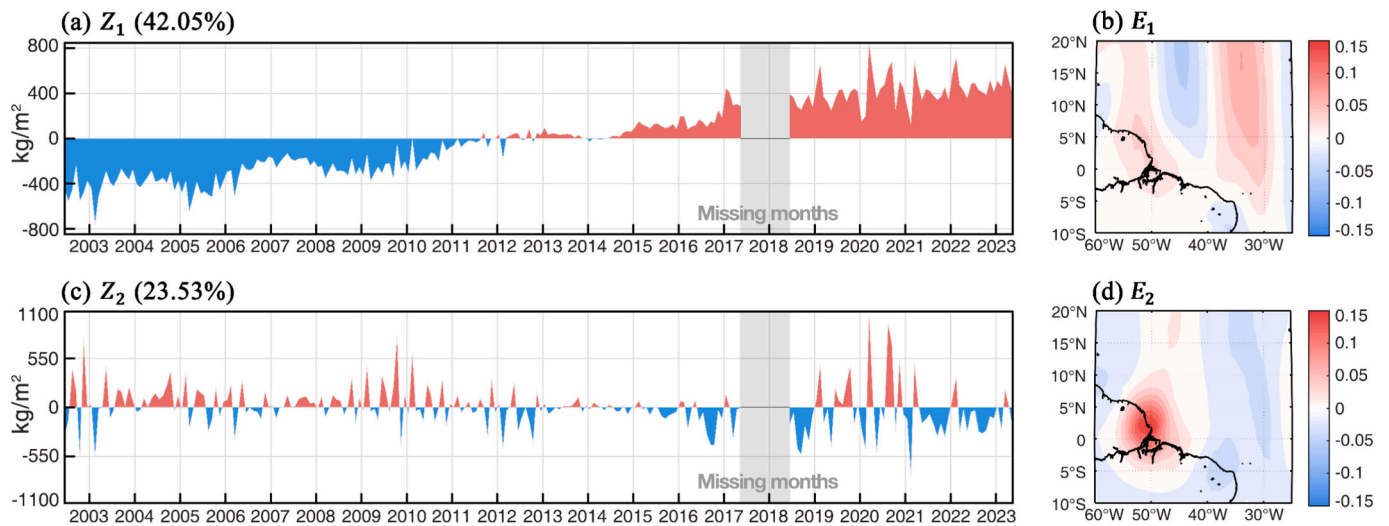 (a) Z₁ (42.05%)
800
400
0
-400
-800
kg/m²
Missing months
2003 2004 2005 2006 2007 2008 2009 2010 2011 2012 2013 2014 2015 2016 2017 2018 2019 2020 2021 2022 2023
(b) E₁
20°N
15°N
10°N
5°N
0
5°S
10°S
60°W 50°W 40°W 30°W
0.15
0.10
0.05
0
-0.05
-0.10
-0.15
(c) Z₂ (23.53%)
1100
550
0
-550
-1100
kg/m²
Missing months
2003 2004 2005 2006 2007 2008 2009 2010 2011 2012 2013 2014 2015 2016 2017 2018 2019 2020 2021 2022 2023
(d) E₂
20°N
15°N
10°N
5°N
0
5°S
10°S
60°W 50°W 40°W 30°W
0.15
0.10
0.05
0
-0.05
-0.10
-0.15